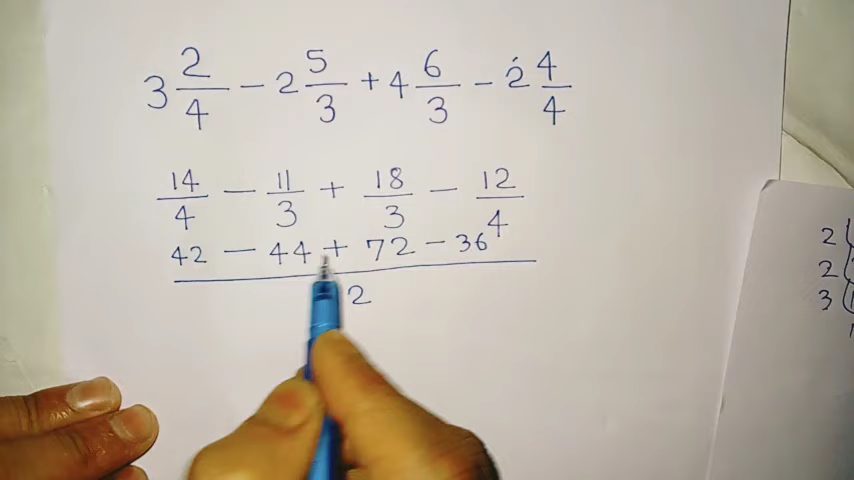 3 2/4 - 2 5/3 + 4 6/3 - 2 4/4
14/4 - 11/3 + 18/3 - 12/4
42 - 44 + 72 - 36
2
2
2
3